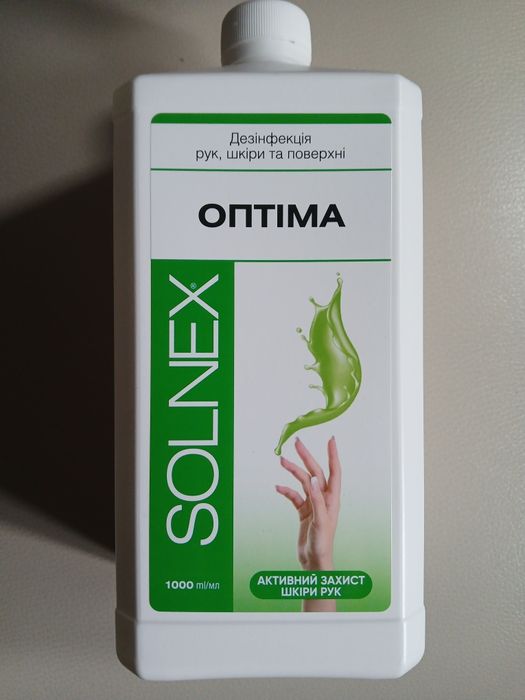 Дезінфекція
рук, шкіри та поверхні
ОПТІМА
SOLNEX®
1000 ml/мл
АКТИВНИЙ ЗАХИСТ
ШКІРИ РУК